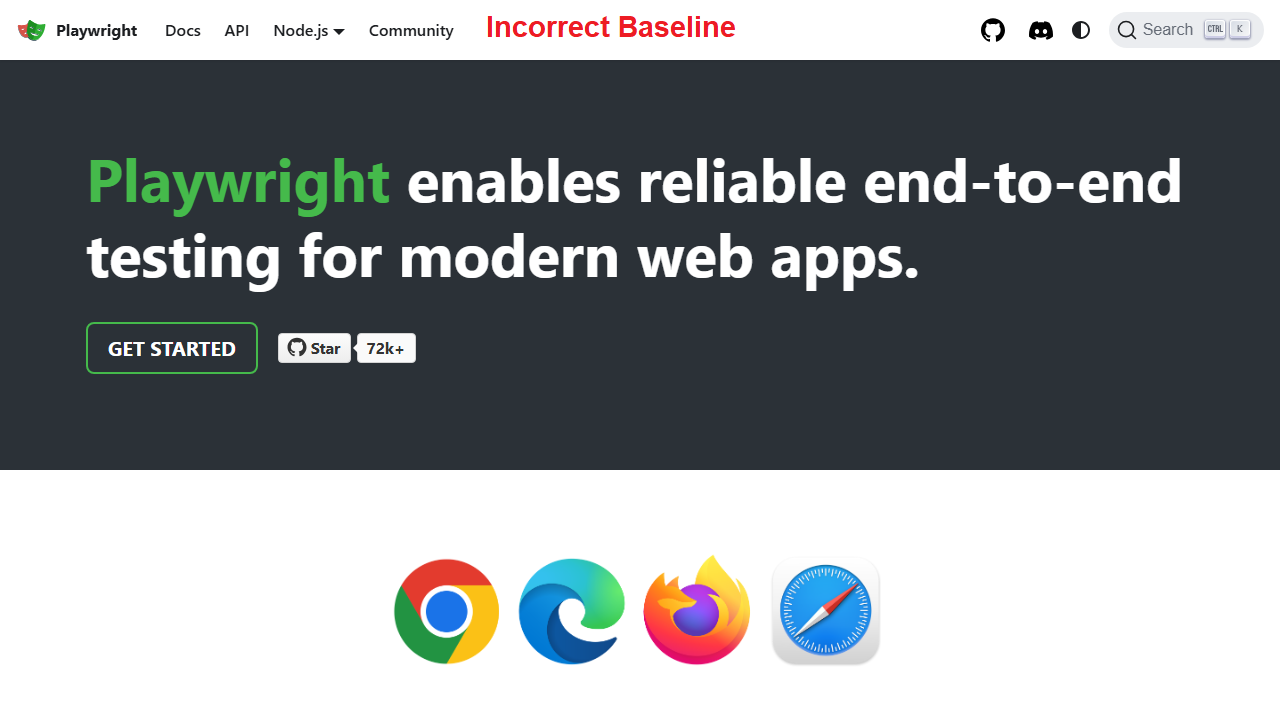 Playwright Docs API Node.js Community Incorrect Baseline Search CTRL K
Playwright enables reliable end-to-end
testing for modern web apps.
GET STARTED Star 72k+